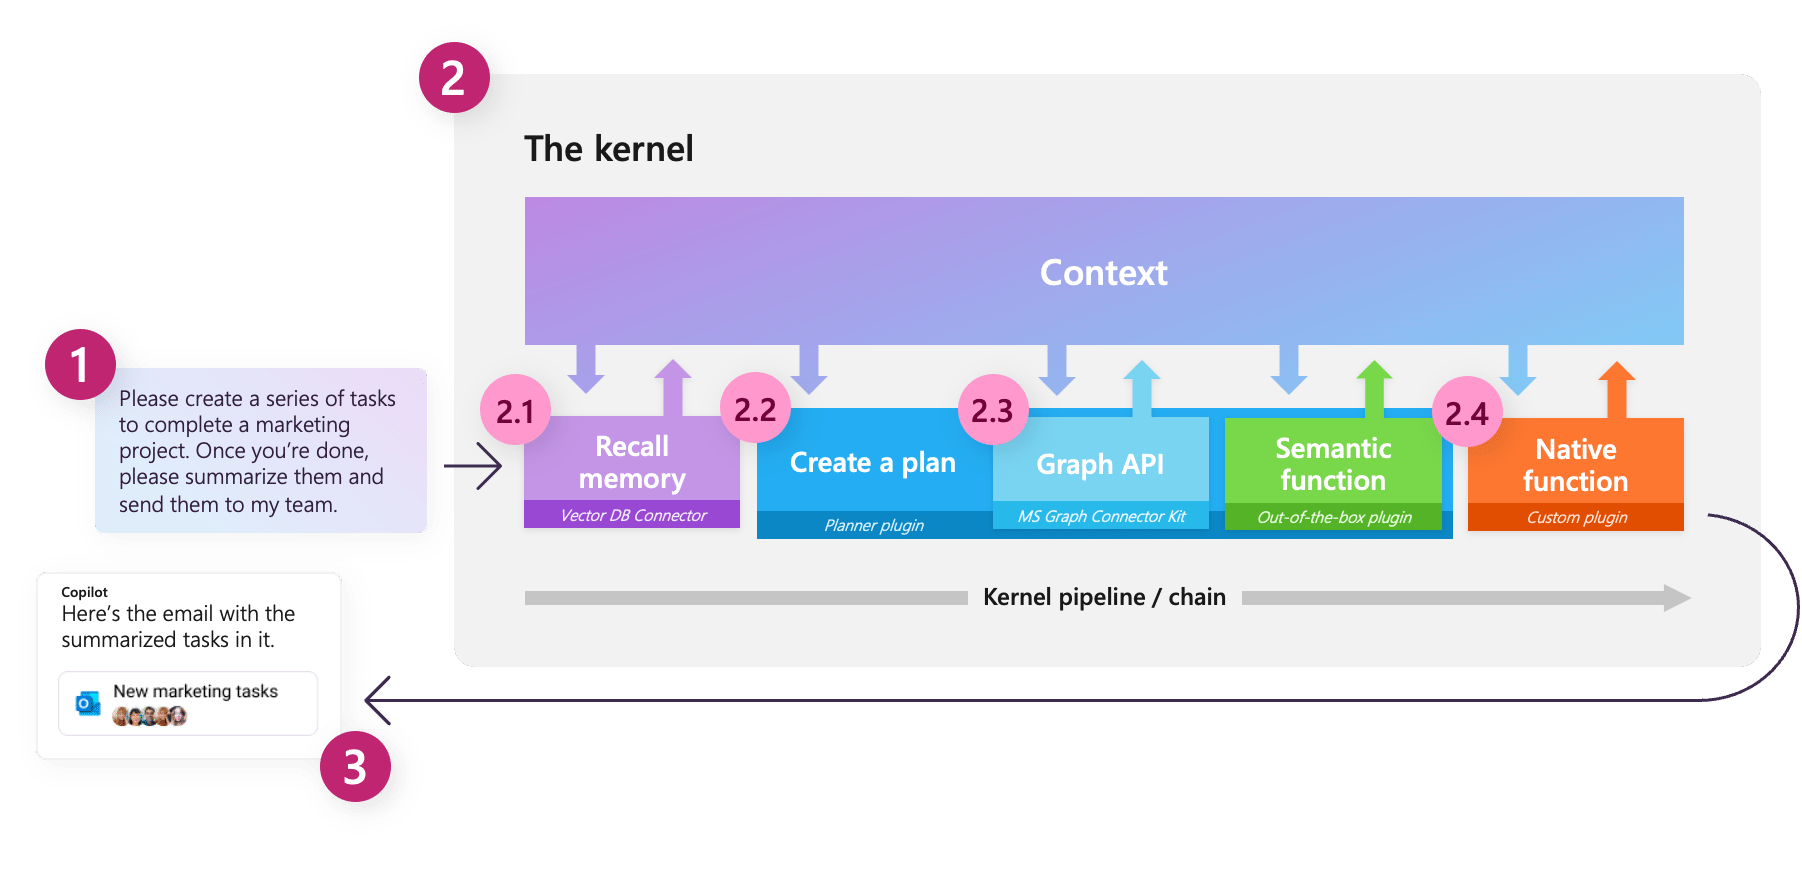 2
The kernel
Context
1
Please create a series of tasks
to complete a marketing
project. Once you're done,
please summarize them and
send them to my team.
2.1
Recall
memory
Vector DB Connector
2.2
Create a plan
Planner plugin
2.3
Graph API
MS Graph Connector Kit
Semantic
function
Out-of-the-box plugin
2.4
Native
function
Custom plugin
Kernel pipeline / chain
Copilot
Here's the email with the
summarized tasks in it.
New marketing tasks
3